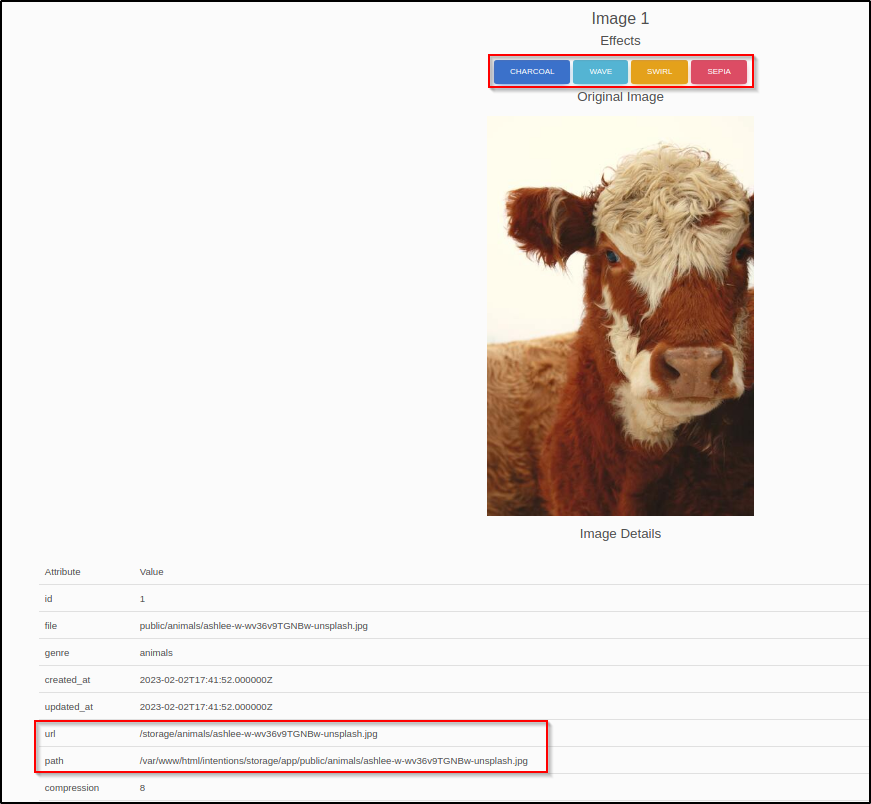 Image 1
Effects
CHARCOAL WAVE SWIRL SEPIA
Original Image
Image Details
Attribute Value
id 1
file public/animals/ashlee-w-wv36v9TGNBw-unsplash.jpg
genre animals
created_at 2023-02-02T17:41:52.000000Z
updated_at 2023-02-02T17:41:52.000000Z
url /storage/animals/ashlee-w-wv36v9TGNBw-unsplash.jpg
path /var/www/html/intentions/storage/app/public/animals/ashlee-w-wv36v9TGNBw-unsplash.jpg
compression 8